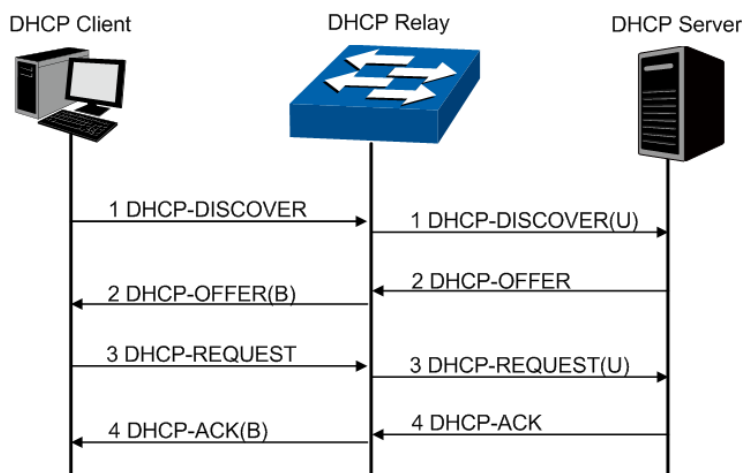 DHCP Client
DHCP Relay
DHCP Server
1 DHCP-DISCOVER
1 DHCP-DISCOVER(U)
2 DHCP-OFFER
2 DHCP-OFFER(B)
3 DHCP-REQUEST
3 DHCP-REQUEST(U)
4 DHCP-ACK
4 DHCP-ACK(B)